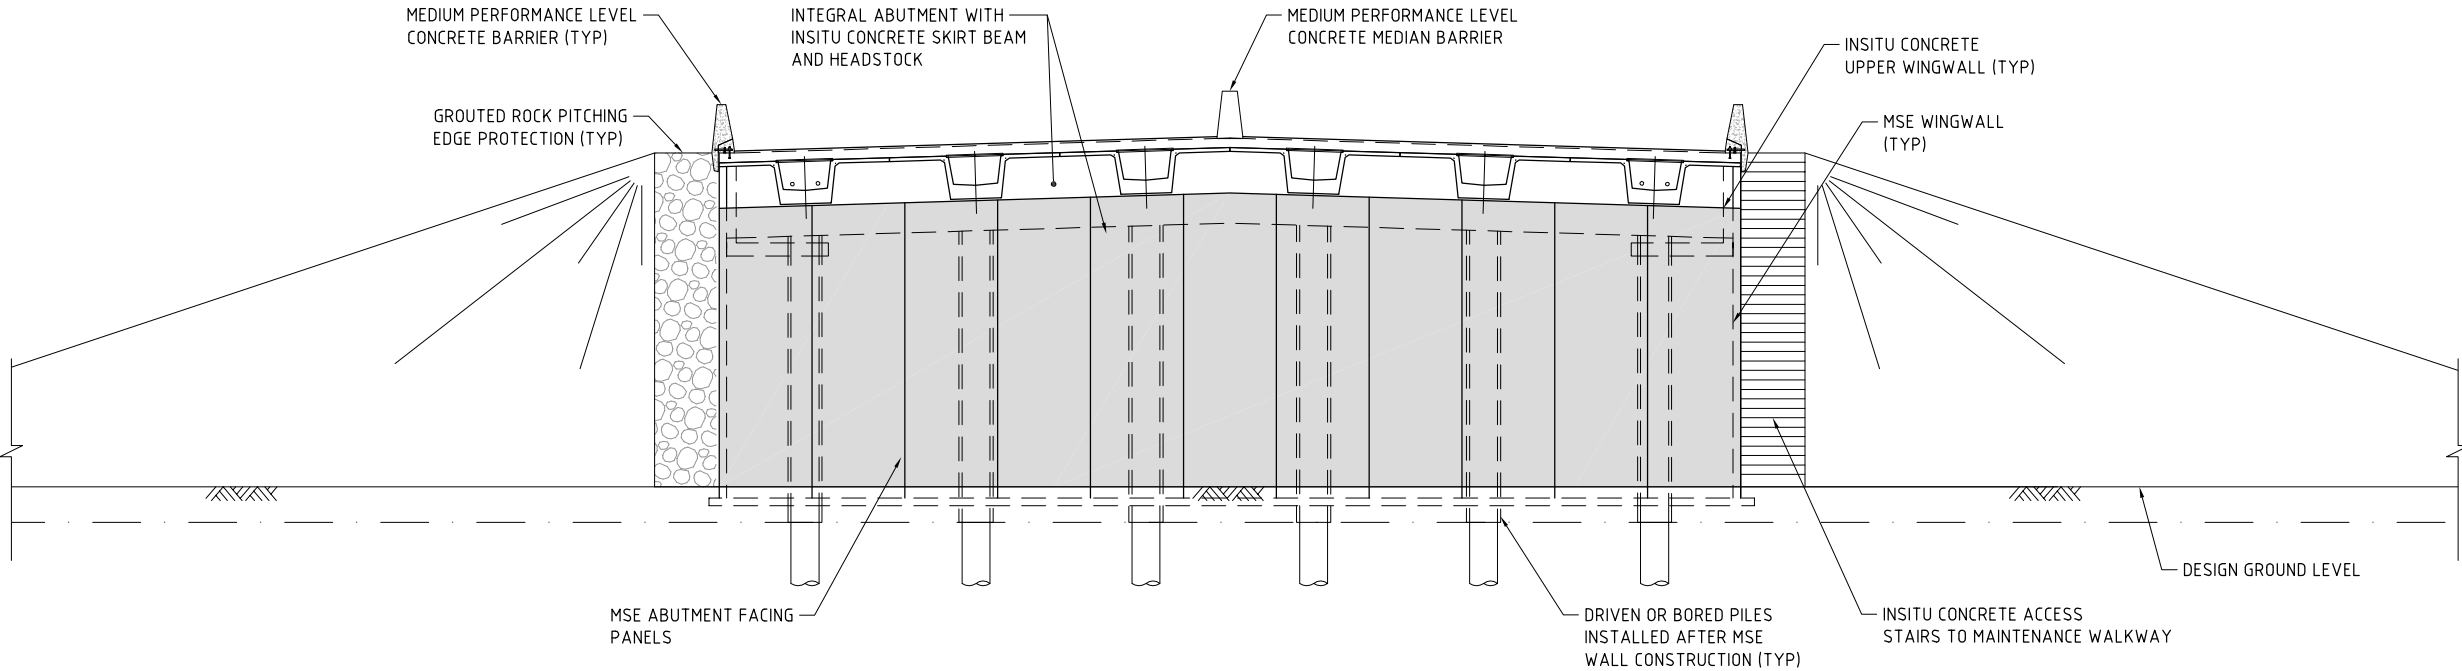 MEDIUM PERFORMANCE LEVEL
CONCRETE BARRIER (TYP)
INTEGRAL ABUTMENT WITH
INSITU CONCRETE SKIRT BEAM
AND HEADSTOCK
MEDIUM PERFORMANCE LEVEL
CONCRETE MEDIAN BARRIER
INSITU CONCRETE
UPPER WINGWALL (TYP)
GROUTED ROCK PITCHING
EDGE PROTECTION (TYP)
MSE WINGWALL
(TYP)
DESIGN GROUND LEVEL
MSE ABUTMENT FACING
PANELS
DRIVEN OR BORED PILES
INSTALLED AFTER MSE
WALL CONSTRUCTION (TYP)
INSITU CONCRETE ACCESS
STAIRS TO MAINTENANCE WALKWAY